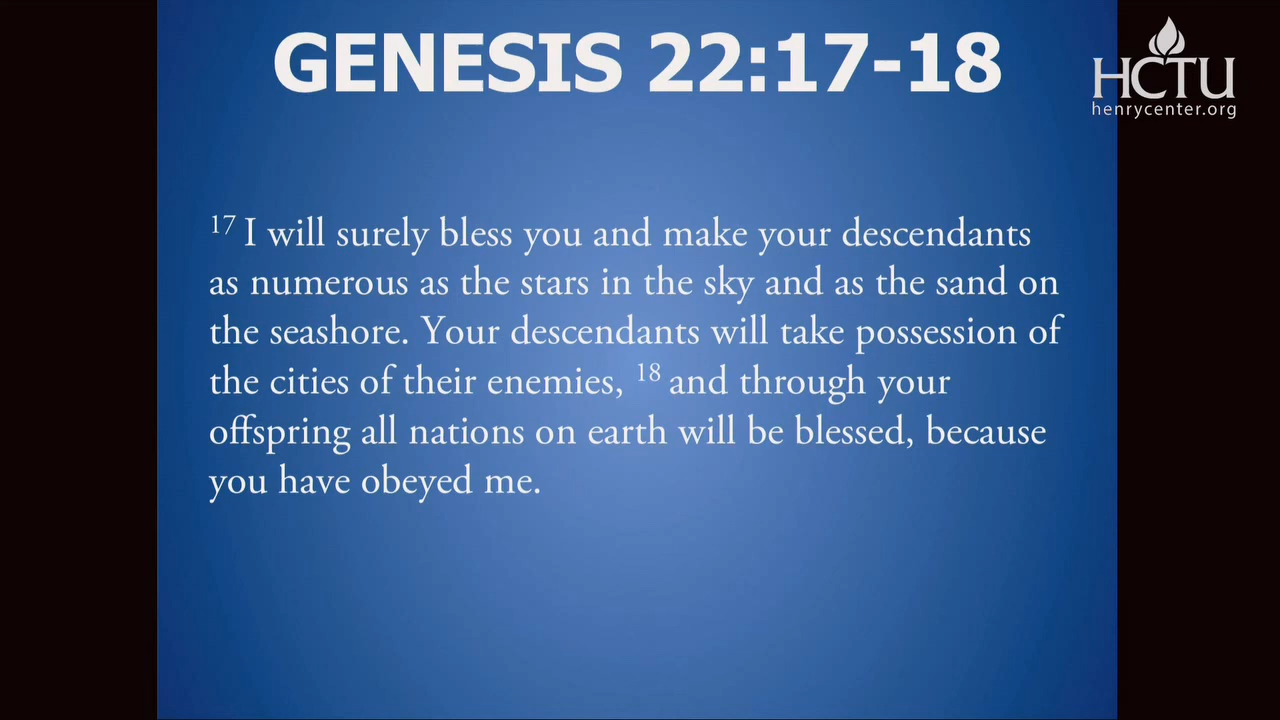 GENESIS 22:17-18
HCTU
henrycenter.org
17 I will surely bless you and make your descendants
as numerous as the stars in the sky and as the sand on
the seashore. Your descendants will take possession of
the cities of their enemies, 18 and through your
offspring all nations on earth will be blessed, because
you have obeyed me.